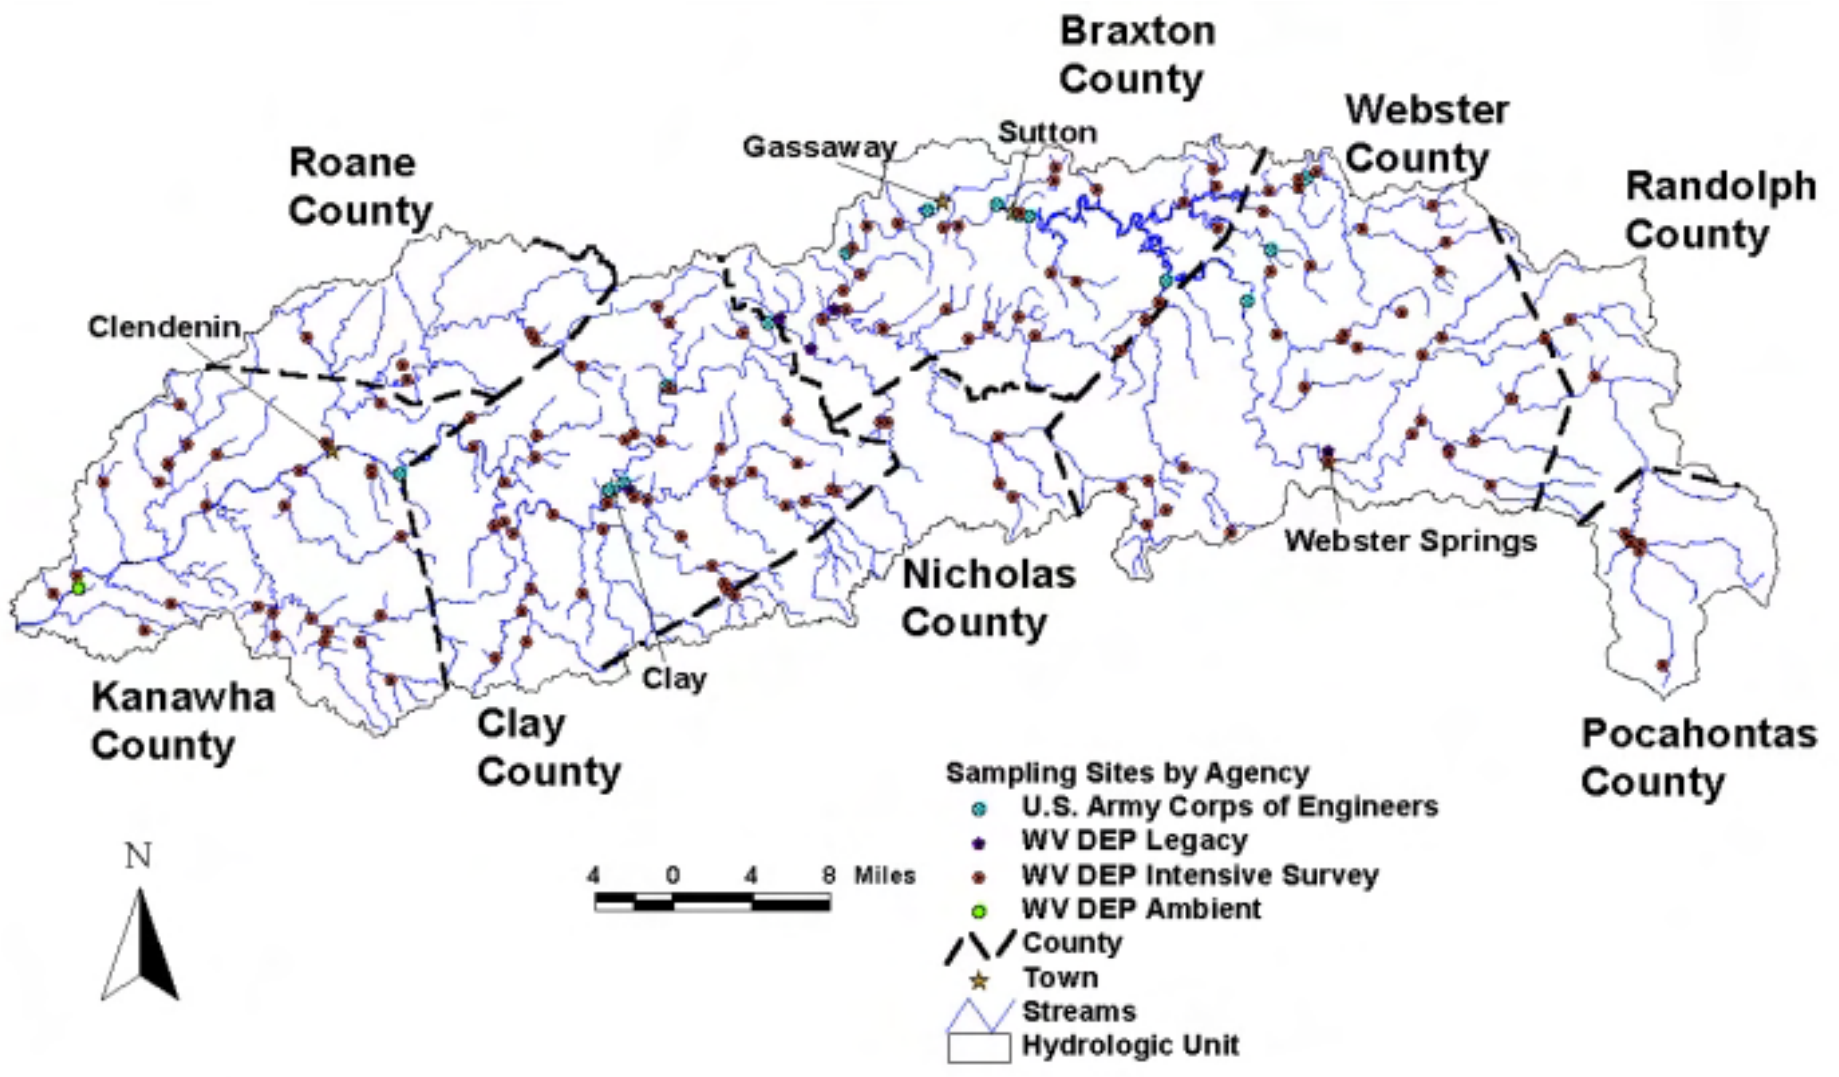 Braxton
County
Webster
County
Sutton
Gassaway
Roane
County
Randolph
County
Clendenin
Webster Springs
Nicholas
County
Clay
Kanawha
County
Clay
County
Pocahontas
County
Sampling Sites by Agency
U.S. Army Corps of Engineers
WV DEP Legacy
WV DEP Intensive Survey
WV DEP Ambient
County
Town
Streams
Hydrologic Unit
N
4 0 4 8 Miles